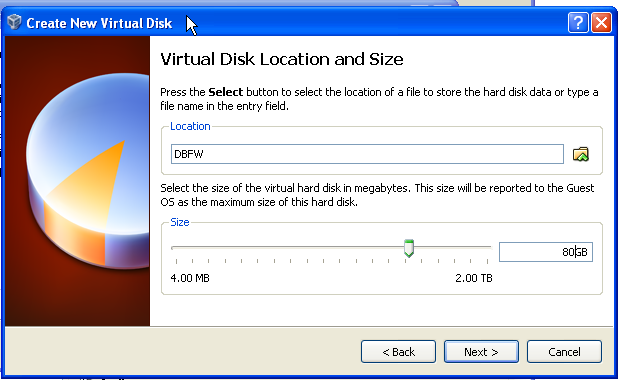 Create New Virtual Disk
Virtual Disk Location and Size
Press the Select button to select the location of a file to store the hard disk data or type a
file name in the entry field.
Location
DBFW
Select the size of the virtual hard disk in megabytes. This size will be reported to the Guest
OS as the maximum size of this hard disk.
Size
80GB
4.00 MB 2.00 TB
< Back Next > Cancel